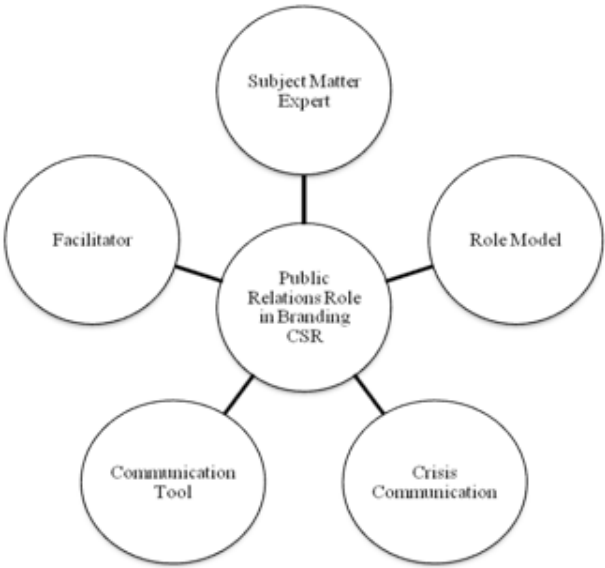 Subject Matter
Expert
Facilitator
Role Model
Public
Relations Role
in Branding
CSR
Communication
Tool
Crisis
Communication